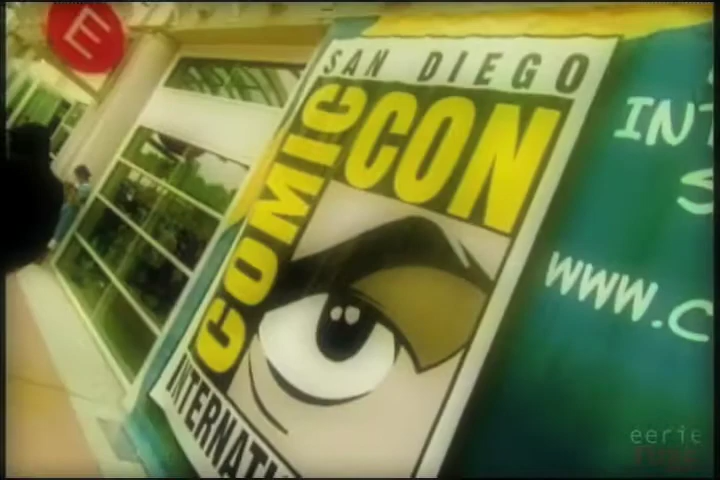 E
SAN DIEGO
COMIC CON
INTERNATI
INT
S
www.c
eerie